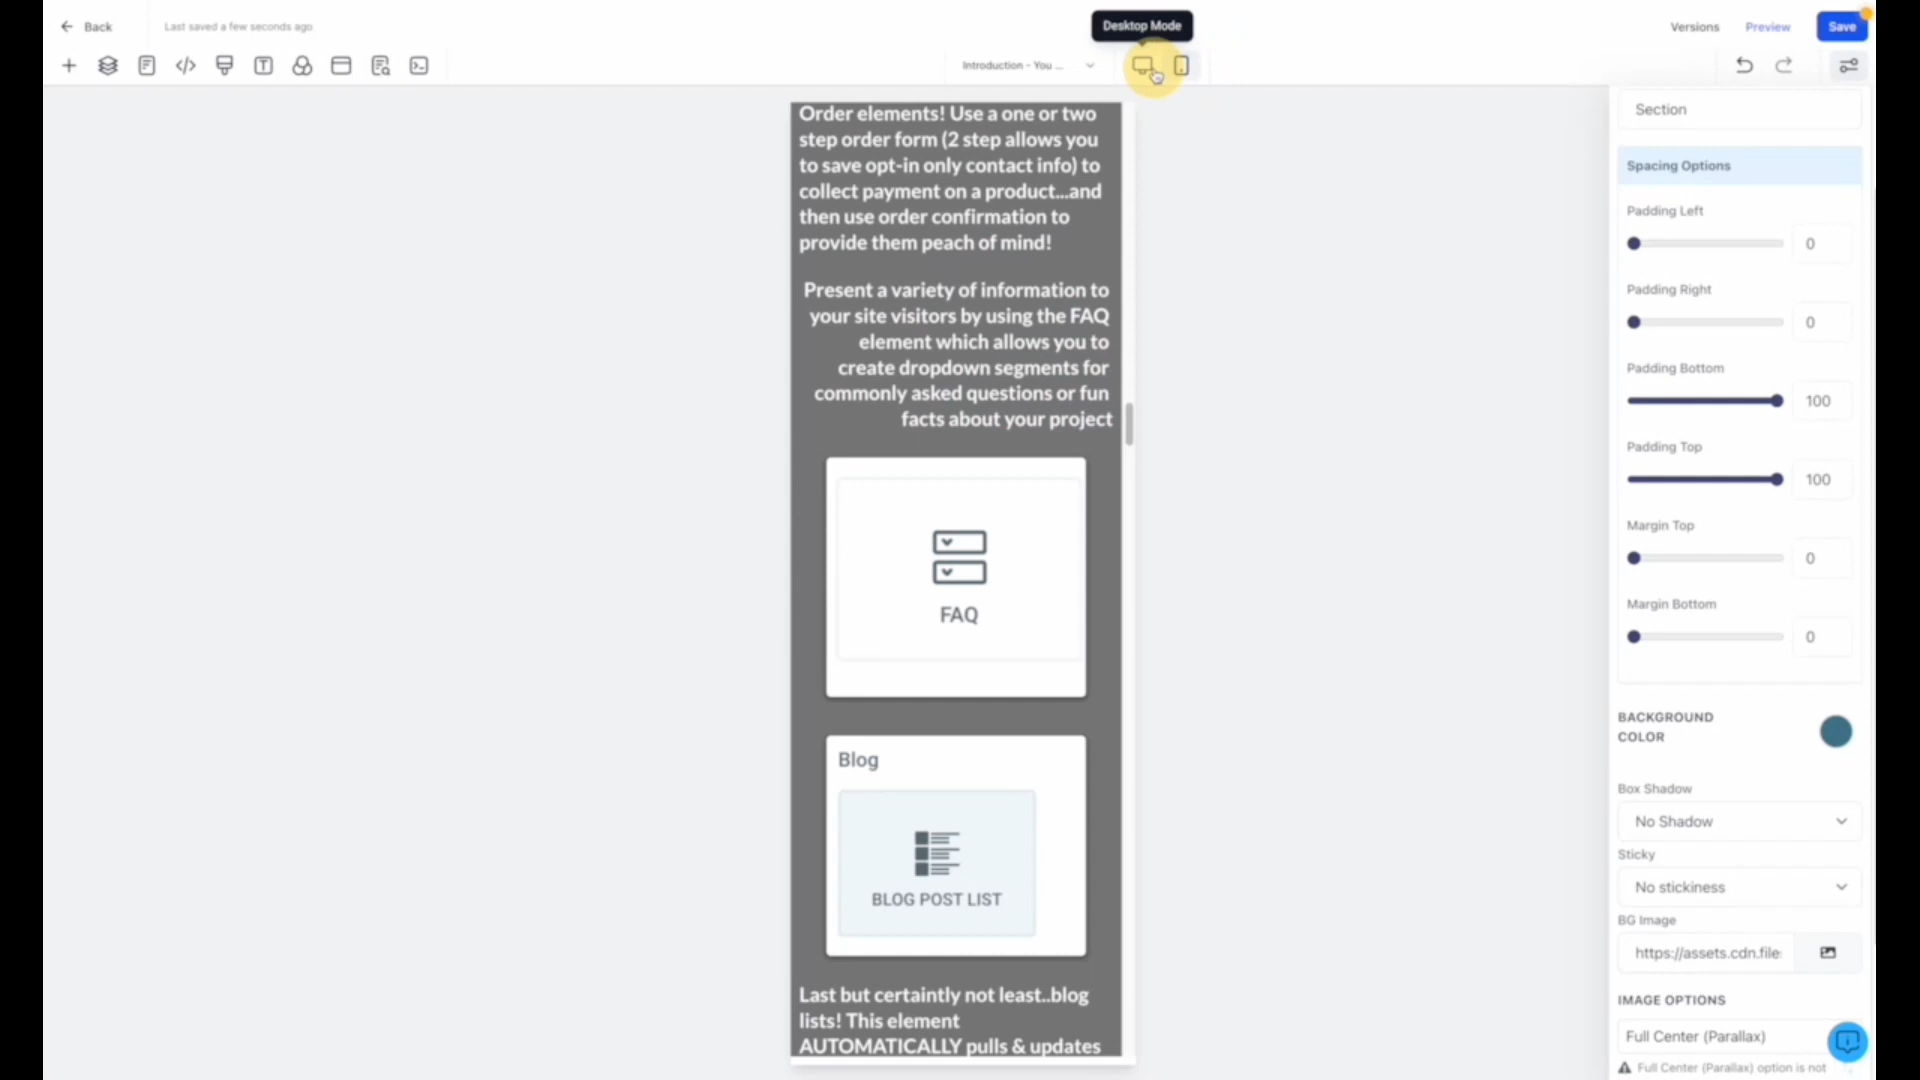 Back
Last saved a few seconds ago
Desktop Mode
Versions
Preview
Save
Introduction - You ...
Order elements! Use a one or two
step order form (2 step allows you
to save opt-in only contact info) to
collect payment on a product...and
then use order confirmation to
provide them peach of mind!
Present a variety of information to
your site visitors by using the FAQ
element which allows you to
create dropdown segments for
commonly asked questions or fun
facts about your project
FAQ
Blog
BLOG POST LIST
Last but certaintly not least..blog
lists! This element
AUTOMATICALLY pulls & updates
Section
Spacing Options
Padding Left
0
Padding Right
0
Padding Bottom
100
Padding Top
100
Margin Top
0
Margin Bottom
0
BACKGROUND
COLOR
Box Shadow
No Shadow
Sticky
No stickiness
BG Image
https://assets.cdn.file
IMAGE OPTIONS
Full Center (Parallax)
Full Center (Parallax) option is not